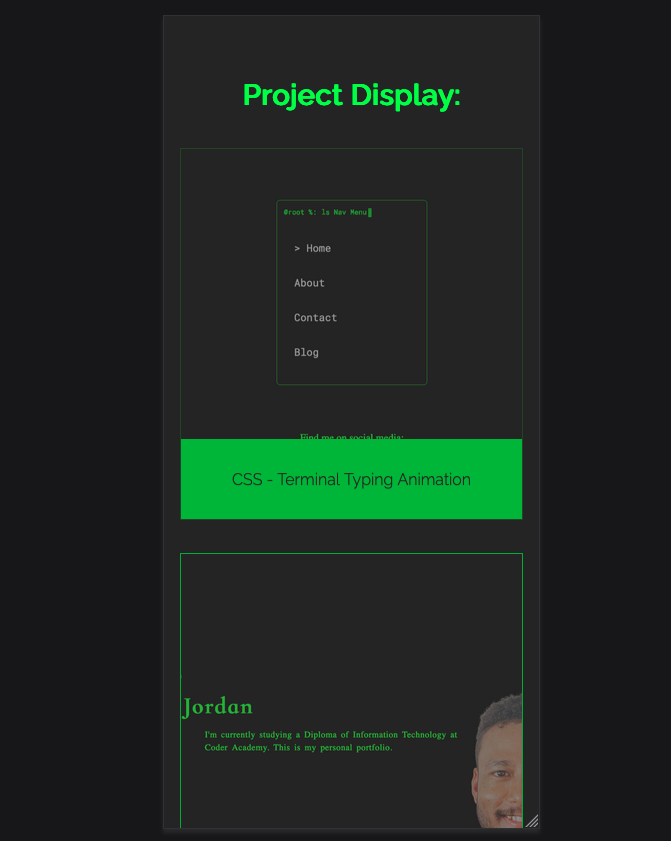 Project Display:
@root %: ls Nav Menu
> Home
About
Contact
Blog
Find me on social media:
CSS - Terminal Typing Animation
Jordan
I'm currently studying a Diploma of Information Technology at
Coder Academy. This is my personal portfolio.